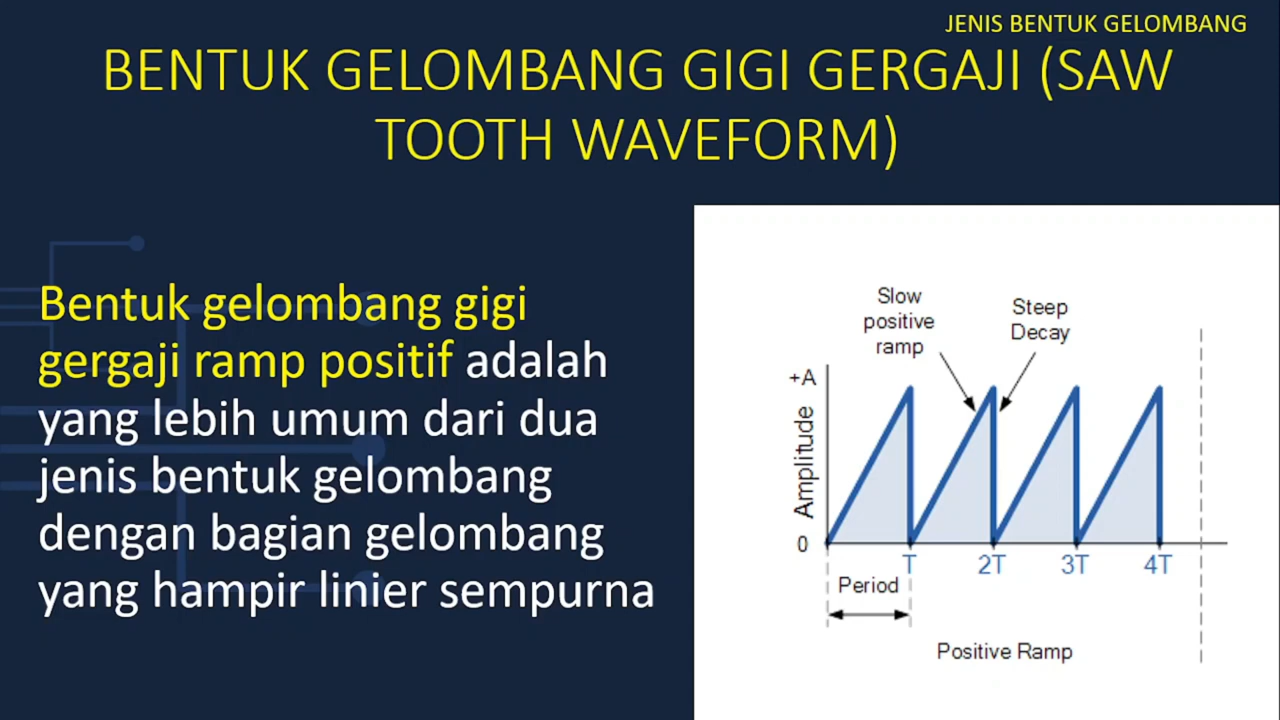 JENIS BENTUK GELOMBANG
BENTUK GELOMBANG GIGI GERGAJI (SAW
TOOTH WAVEFORM)
Bentuk gelombang gigi
gergaji ramp positif adalah
yang lebih umum dari dua
jenis bentuk gelombang
dengan bagian gelombang
yang hampir linier sempurna
Slow
positive
ramp
Steep
Decay
+A
Amplitude
0
T 2T 3T 4T
Period
Positive Ramp